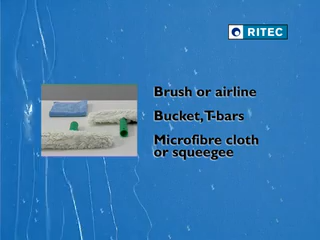 RITEC
Brush or airline
Bucket, T-bars
Microfibre cloth
or squeegee